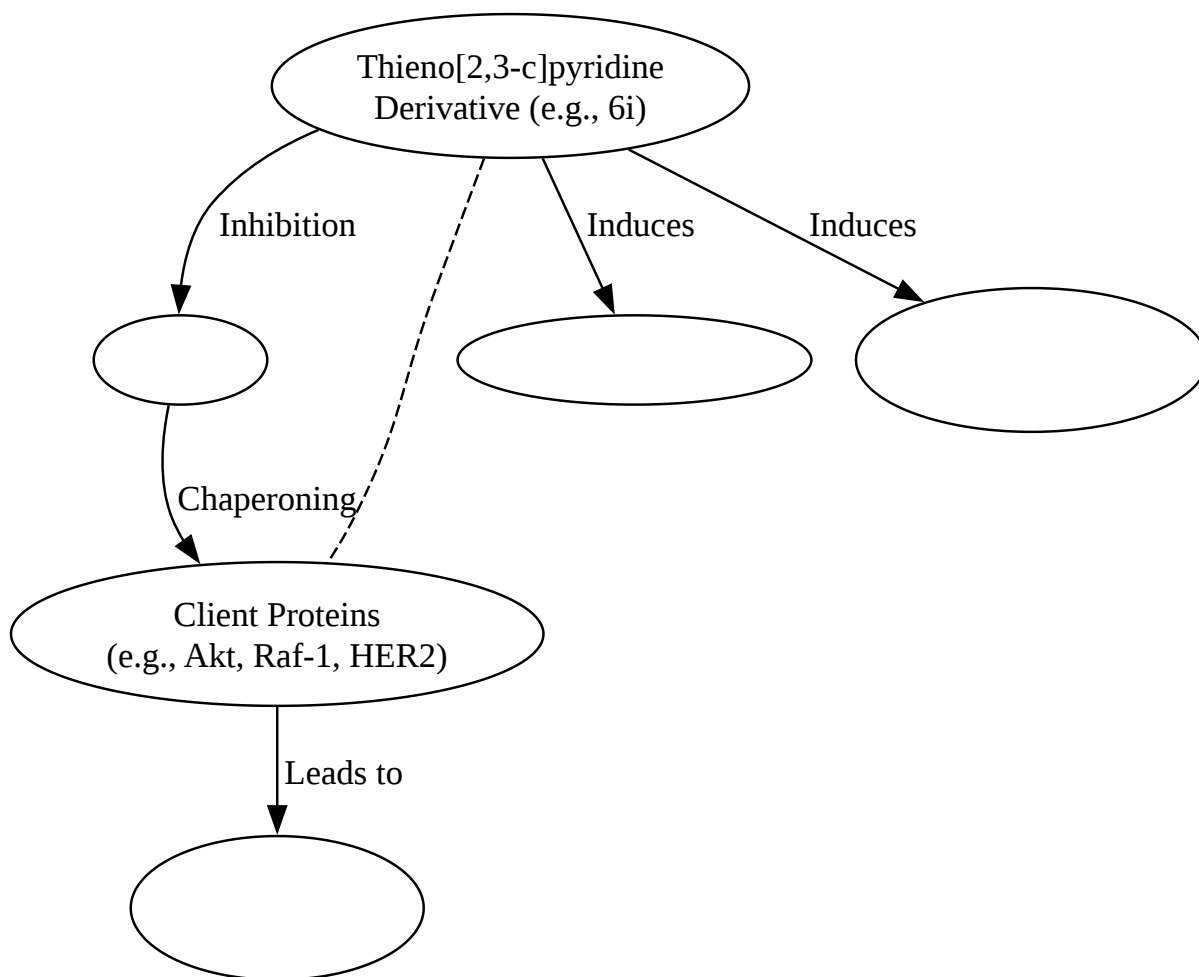 Thieno[2,3-c]pyridine
Derivative (e.g., 6i)
Inhibition
Induces
Induces
Chaperoning
Client Proteins
(e.g., Akt, Raf-1, HER2)
Leads to